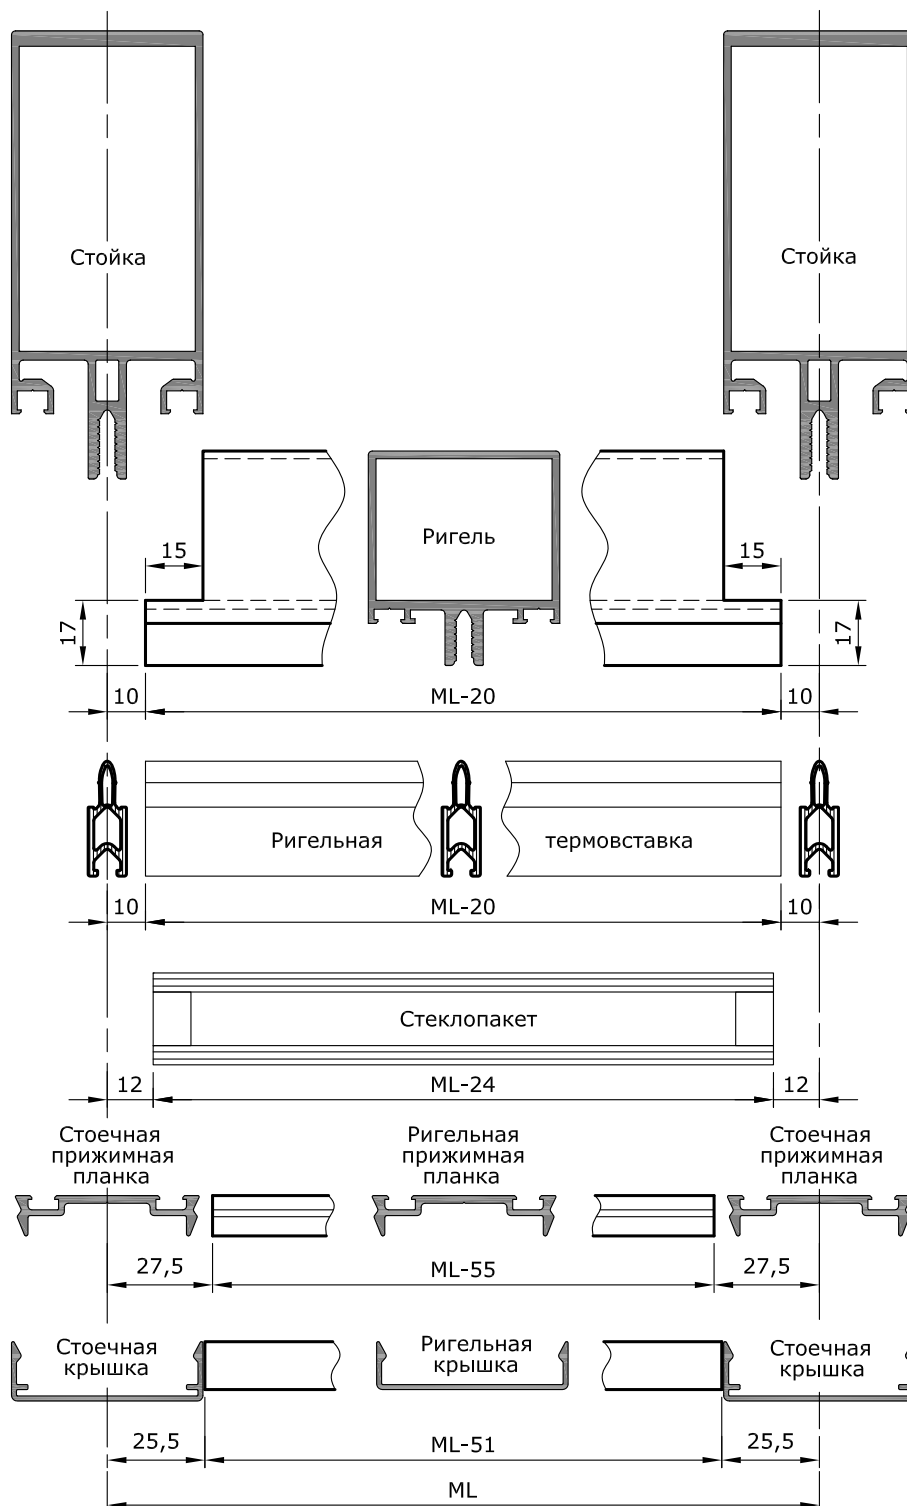 Стойка
Стойка
Ригель
15
15
17
17
10
ML-20
10
Ригельная
термовставка
10
ML-20
10
Стеклопакет
12
ML-24
12
Стоечная
прижимная
планка
Ригельная
прижимная
планка
Стоечная
прижимная
планка
27,5
ML-55
27,5
Стоечная
крышка
Ригельная
крышка
Стоечная
крышка
25,5
ML-51
25,5
ML